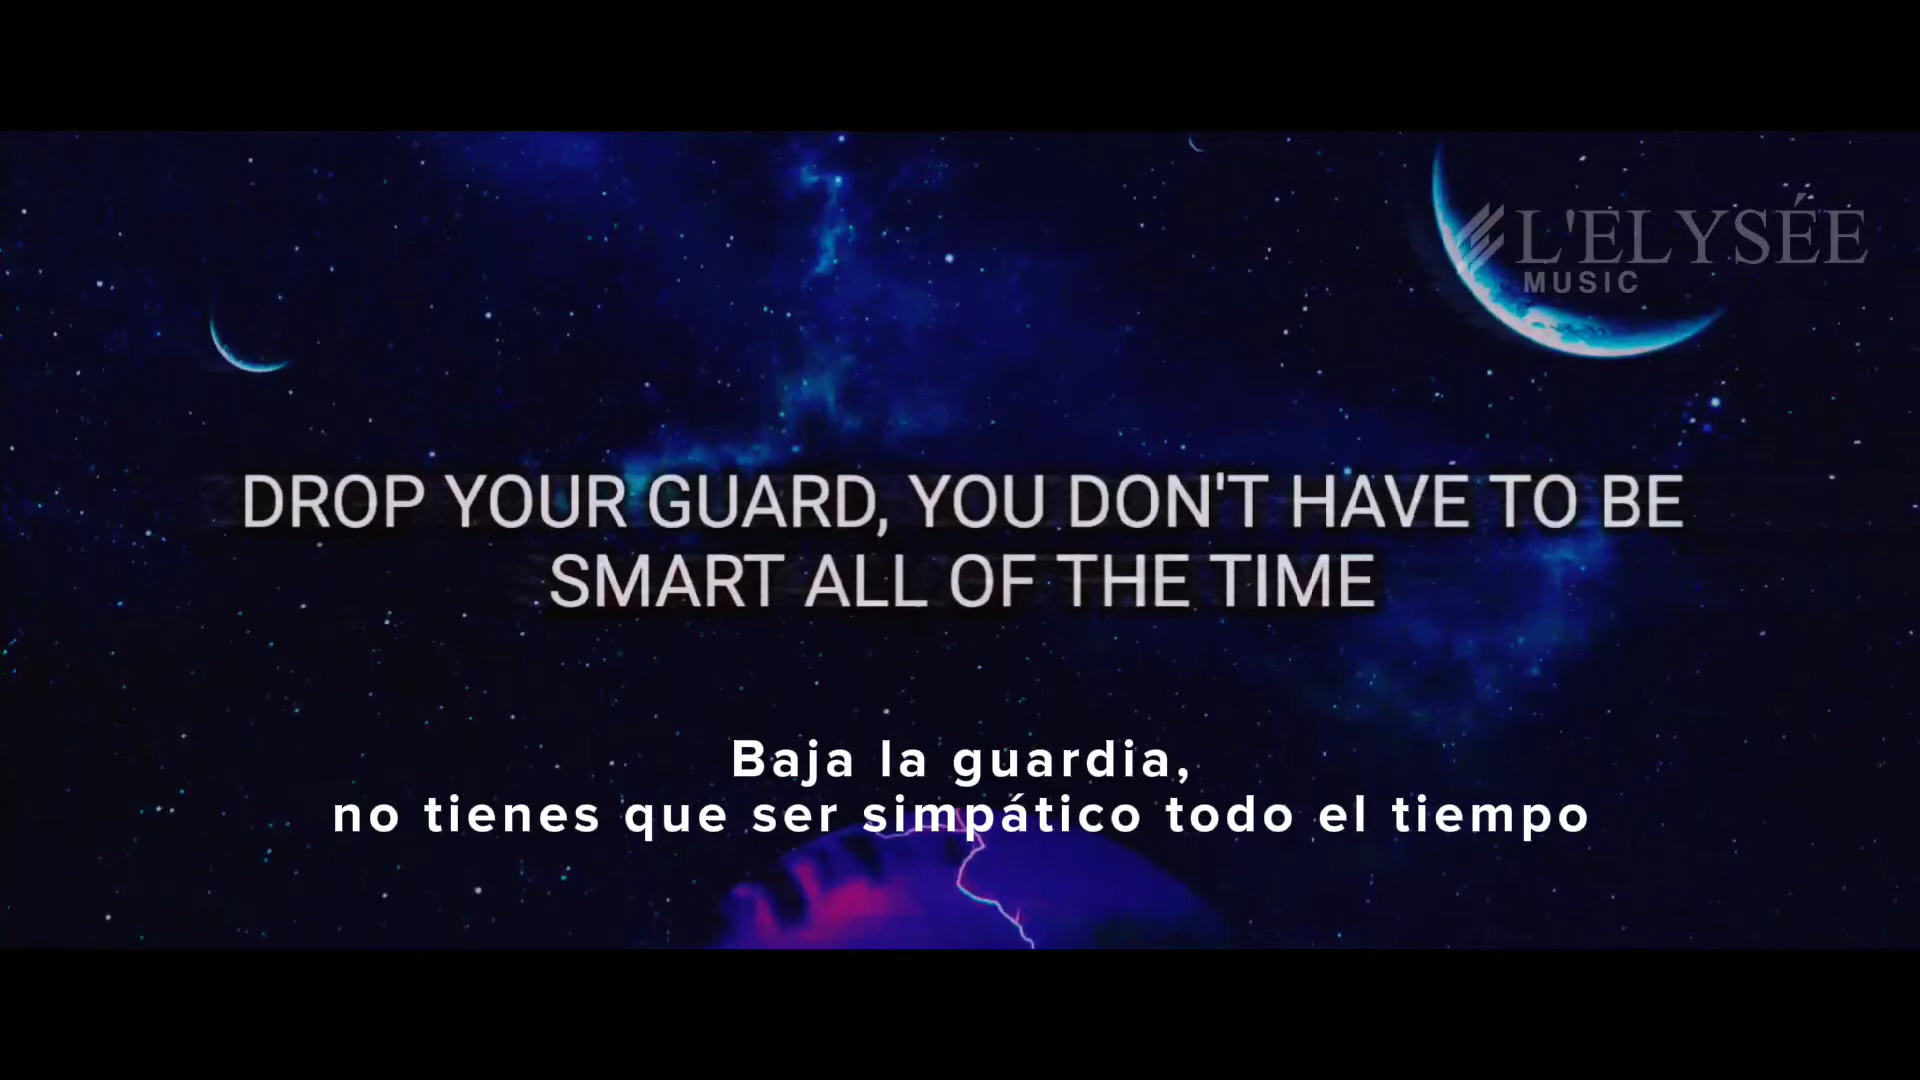 L'ELYSÉE
MUSIC
DROP YOUR GUARD, YOU DON'T HAVE TO BE
SMART ALL OF THE TIME
Baja la guardia,
no tienes que ser simpático todo el tiempo